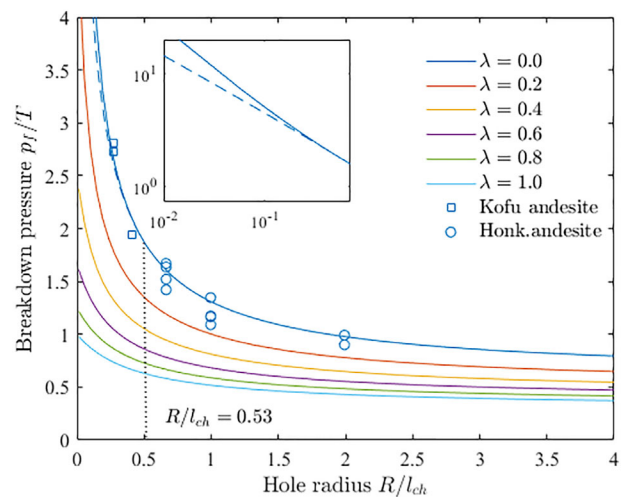 4
3.5
3
2.5
2
1.5
1
0.5
0
Breakdown pressure p_f/T
10^1
10^0
10^-2
10^-1
λ = 0.0
λ = 0.2
λ = 0.4
λ = 0.6
λ = 0.8
λ = 1.0
Kofu andesite
Honk.andesite
R/l_ch = 0.53
0 0.5 1 1.5 2 2.5 3 3.5 4
Hole radius R/l_ch